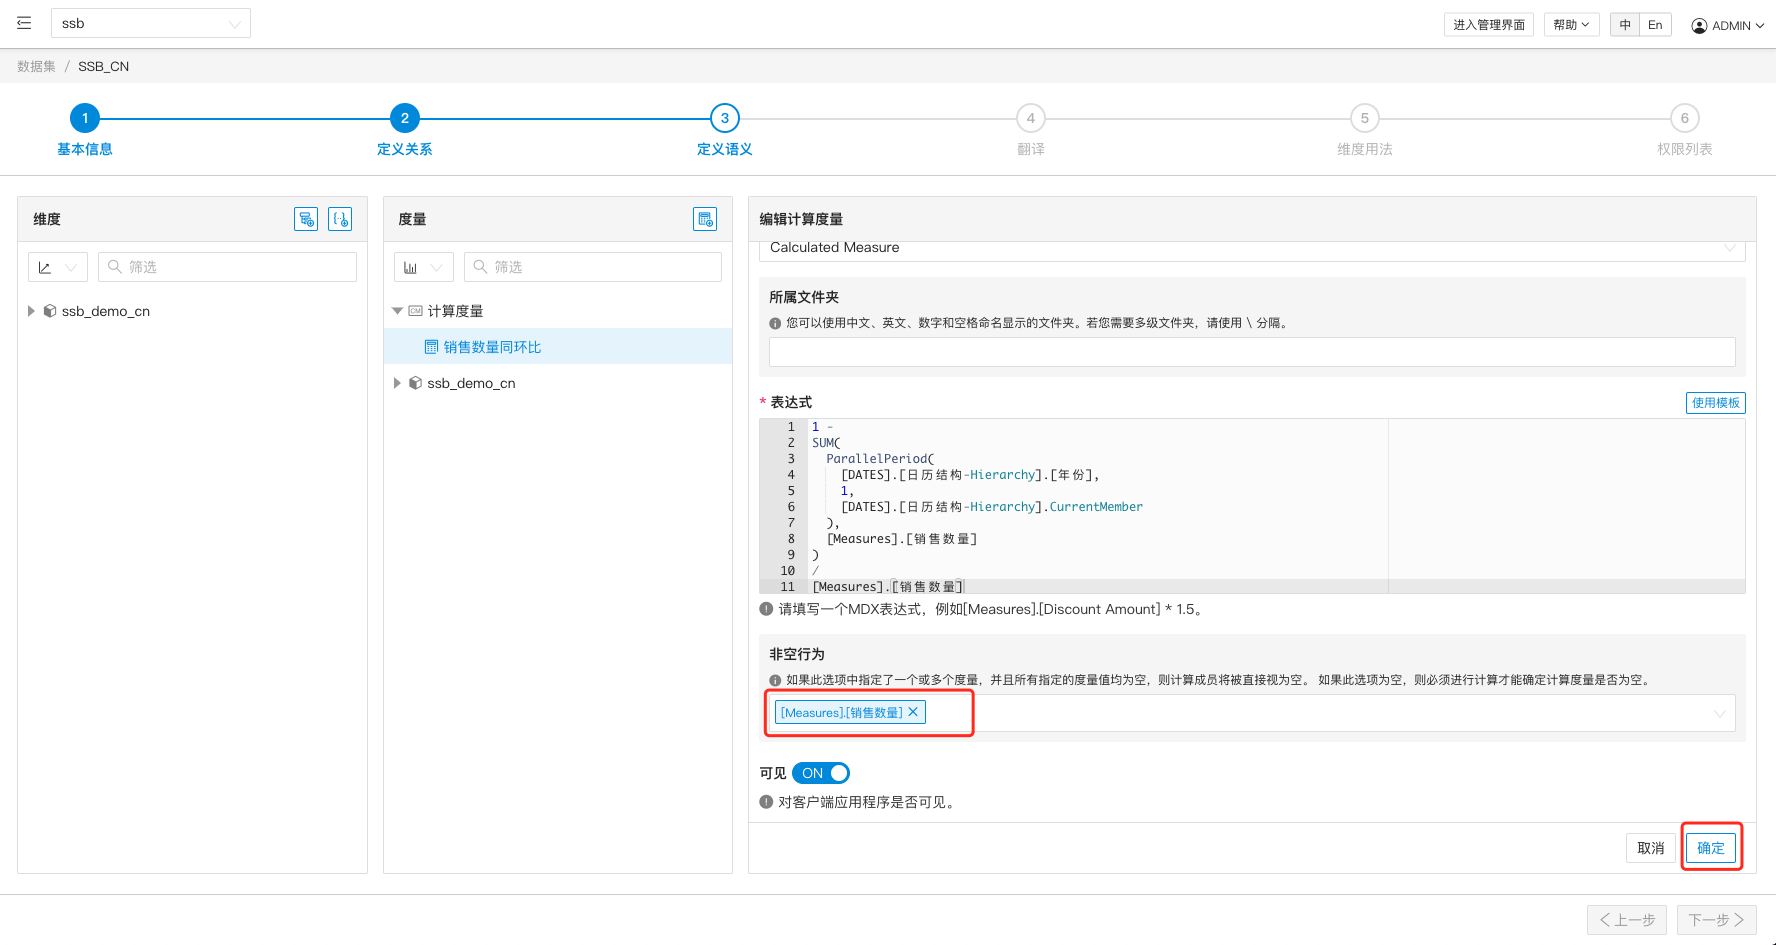 ssb
进入管理界面
帮助
中
En
ADMIN
数据集 / SSB_CN
1
2
3
4
5
6
基本信息
定义关系
定义语义
翻译
维度用法
权限列表
维度
筛选
ssb_demo_cn
度量
筛选
CM 计算度量
销售数量同环比
ssb_demo_cn
编辑计算度量
Calculated Measure
所属文件夹
您可以使用中文、英文、数字和空格命名显示的文件夹。若您需要多级文件夹，请使用 \ 分隔。
* 表达式
使用模板
1 1 -
2 SUM(
3 ParallelPeriod(
4 [DATES].[日历结构-Hierarchy].[年份],
5 1,
6 [DATES].[日历结构-Hierarchy].CurrentMember
7 ),
8 [Measures].[销售数量]
9 )
10 /
11 [Measures].[销售数量]
请填写一个MDX表达式，例如[Measures].[Discount Amount] * 1.5。
非空行为
如果此选项中指定了一个或多个度量，并且所有指定的度量值均为空，则计算成员将被直接视为空。 如果此选项为空，则必须进行计算才能确定计算度量是否为空。
[Measures].[销售数量]
可见 ON
对客户端应用程序是否可见。
取消
确定
上一步
下一步